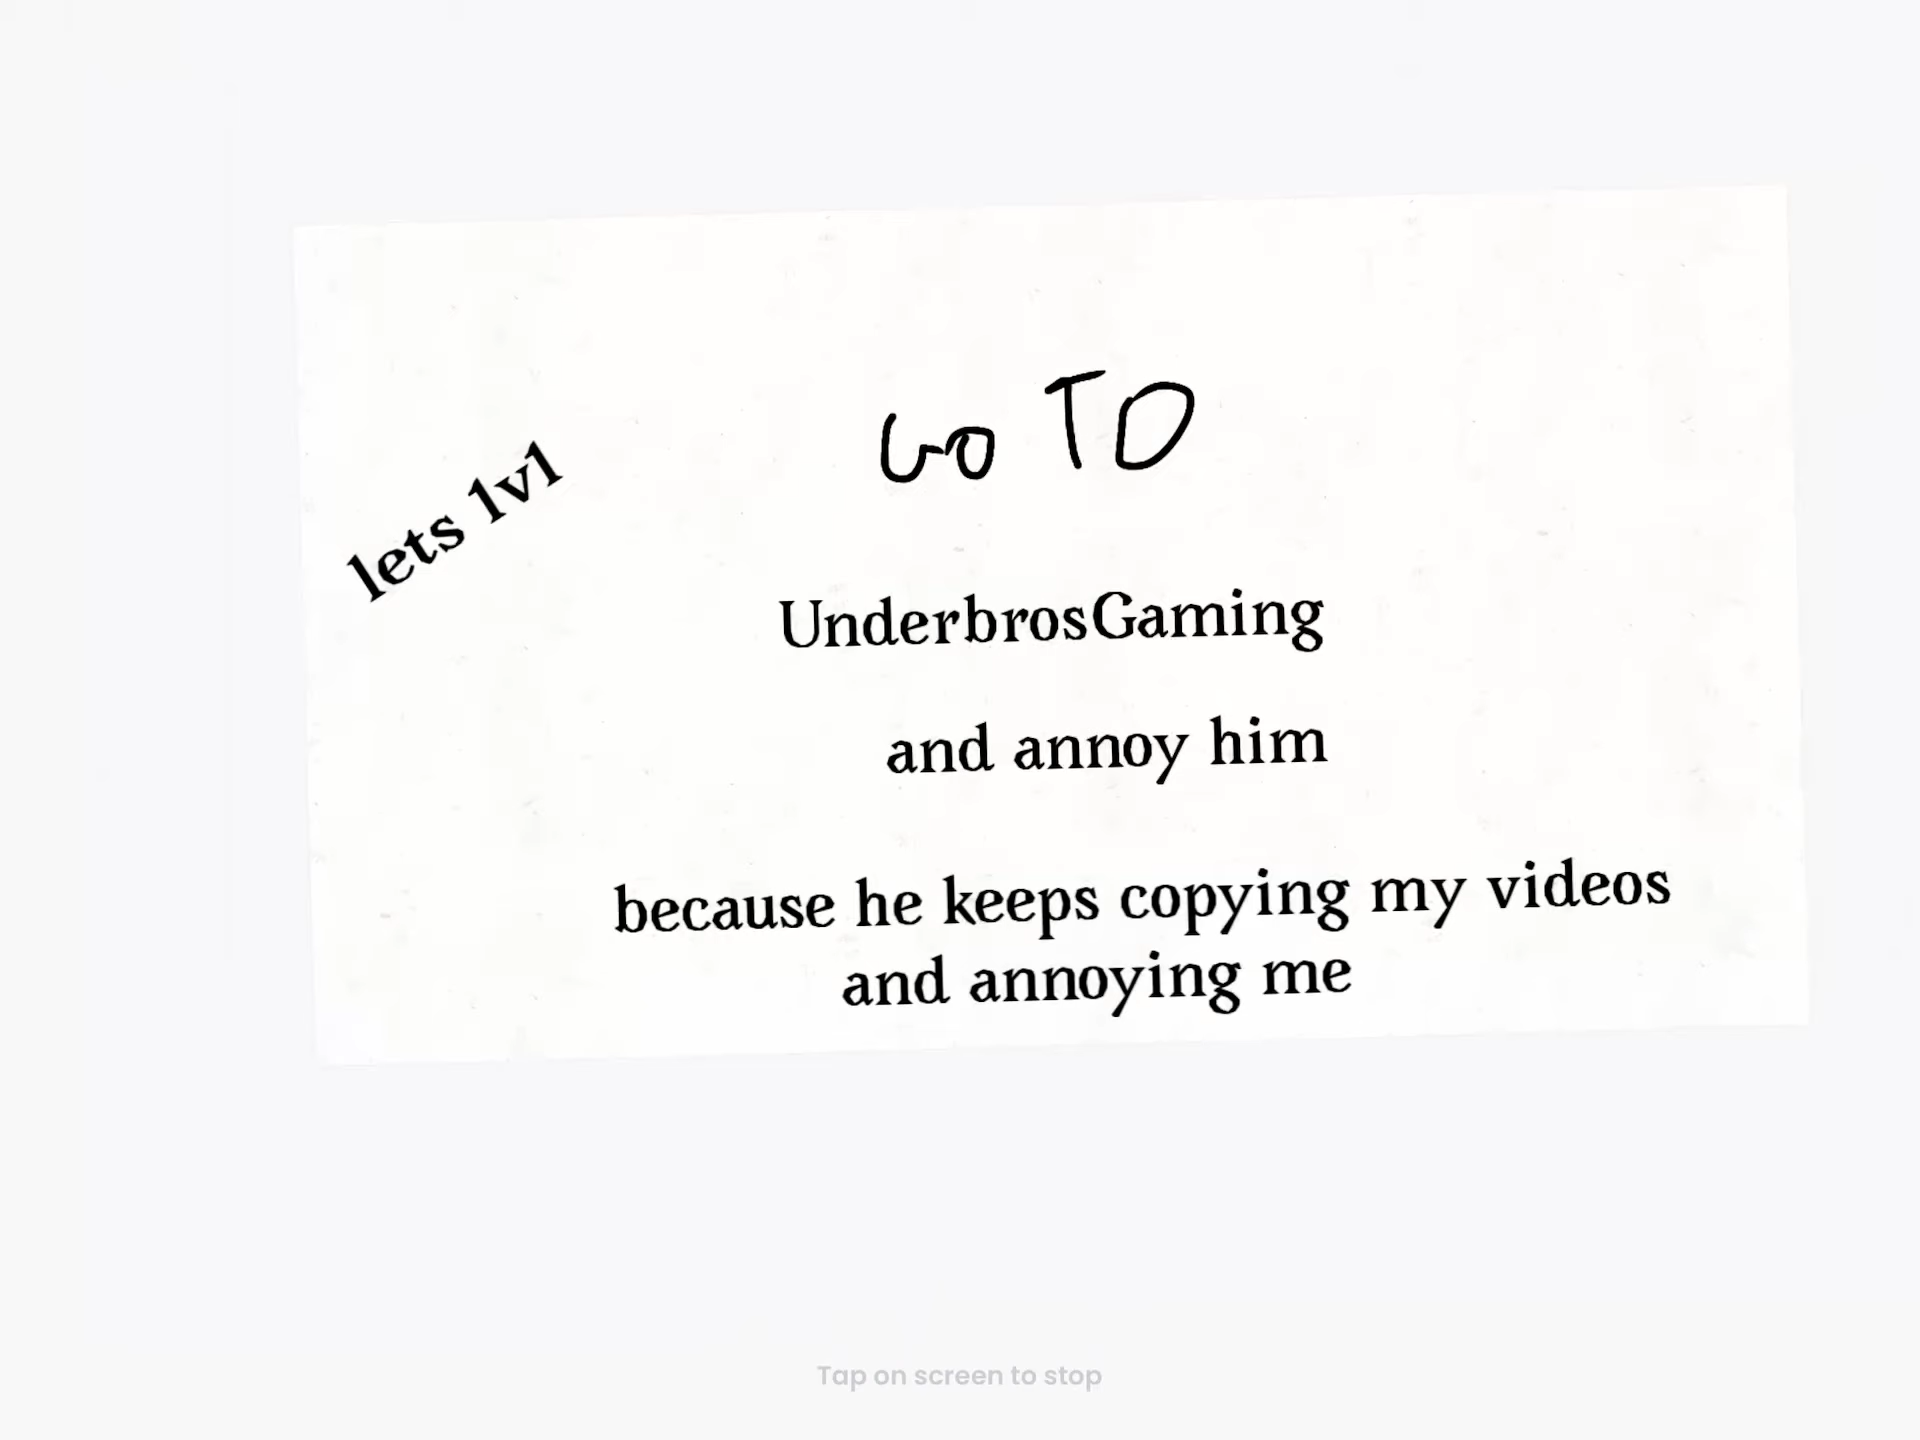 GO TO
lets 1v1
UnderbrosGaming
and annoy him
because he keeps copying my videos
and annoying me
Tap on screen to stop